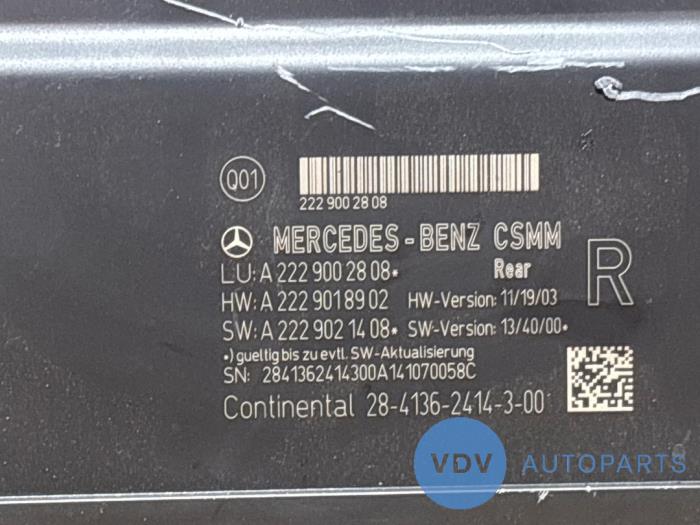 Q01
222 900 28 08
MERCEDES-BENZ CSMM
LU: A 222 900 28 08* Rear R
HW: A 222 901 89 02 HW-Version: 11/19/03
SW: A 222 902 14 08* SW-Version: 13/40/00*
*) gueltig bis zu evtl. SW-Aktualisierung
SN: 2841362414300A141070058C
Continental 28-4136-2414-3-00
VDV AUTOPARTS